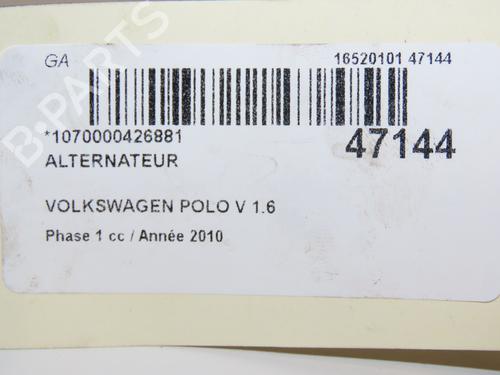 GA 16520101 47144
*1070000426881 47144
ALTERNATEUR
VOLKSWAGEN POLO V 1.6
Phase 1 cc / Année 2010
B-PARTS